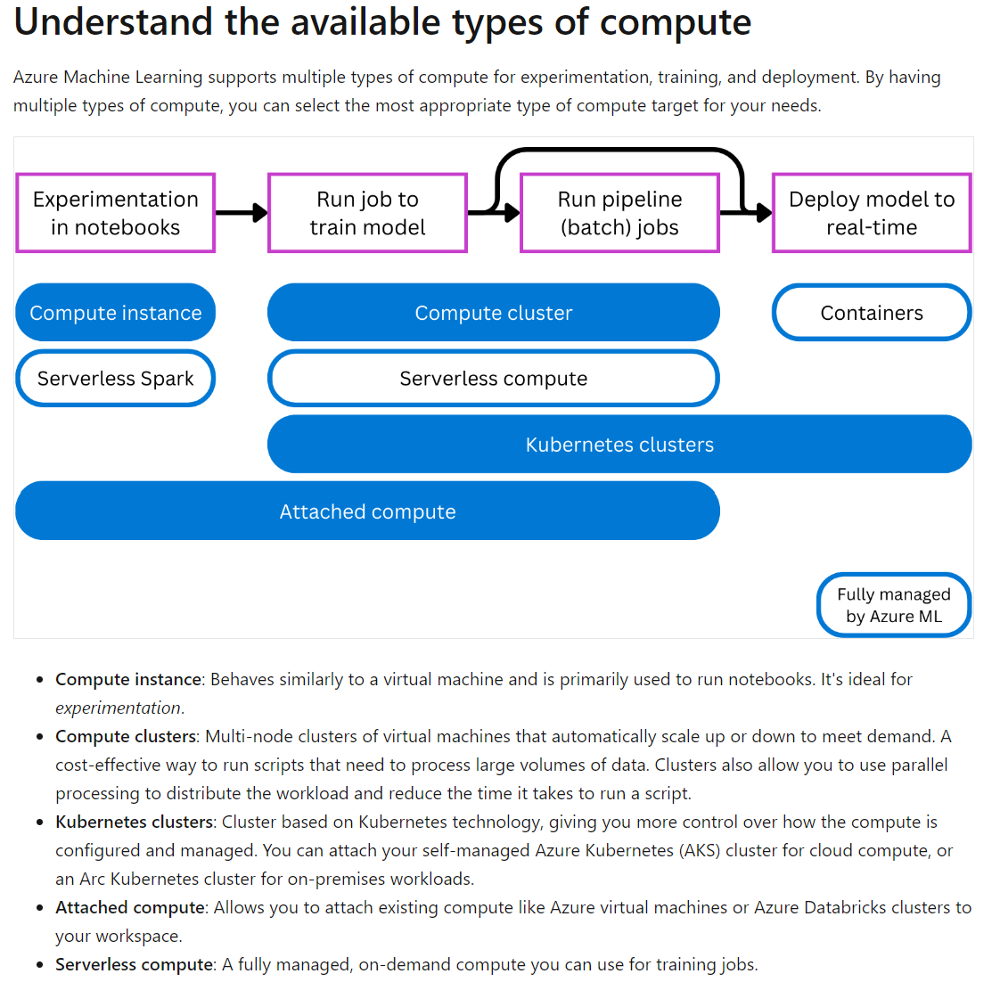 Understand the available types of compute
Azure Machine Learning supports multiple types of compute for experimentation, training, and deployment. By having
multiple types of compute, you can select the most appropriate type of compute target for your needs.
Experimentation
in notebooks
Run job to
train model
Run pipeline
(batch) jobs
Deploy model to
real-time
Compute instance
Compute cluster
Containers
Serverless Spark
Serverless compute
Kubernetes clusters
Attached compute
Fully managed
by Azure ML
• Compute instance: Behaves similarly to a virtual machine and is primarily used to run notebooks. It's ideal for
experimentation.
• Compute clusters: Multi-node clusters of virtual machines that automatically scale up or down to meet demand. A
cost-effective way to run scripts that need to process large volumes of data. Clusters also allow you to use parallel
processing to distribute the workload and reduce the time it takes to run a script.
• Kubernetes clusters: Cluster based on Kubernetes technology, giving you more control over how the compute is
configured and managed. You can attach your self-managed Azure Kubernetes (AKS) cluster for cloud compute, or
an Arc Kubernetes cluster for on-premises workloads.
• Attached compute: Allows you to attach existing compute like Azure virtual machines or Azure Databricks clusters to
your workspace.
• Serverless compute: A fully managed, on-demand compute you can use for training jobs.